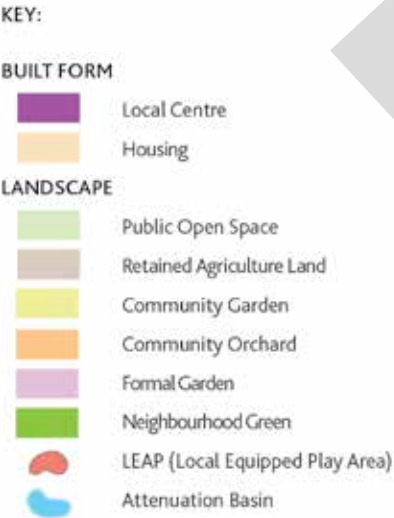 KEY:
BUILT FORM
Local Centre
Housing
LANDSCAPE
Public Open Space
Retained Agriculture Land
Community Garden
Community Orchard
Formal Garden
Neighbourhood Green
LEAP (Local Equipped Play Area)
Attenuation Basin